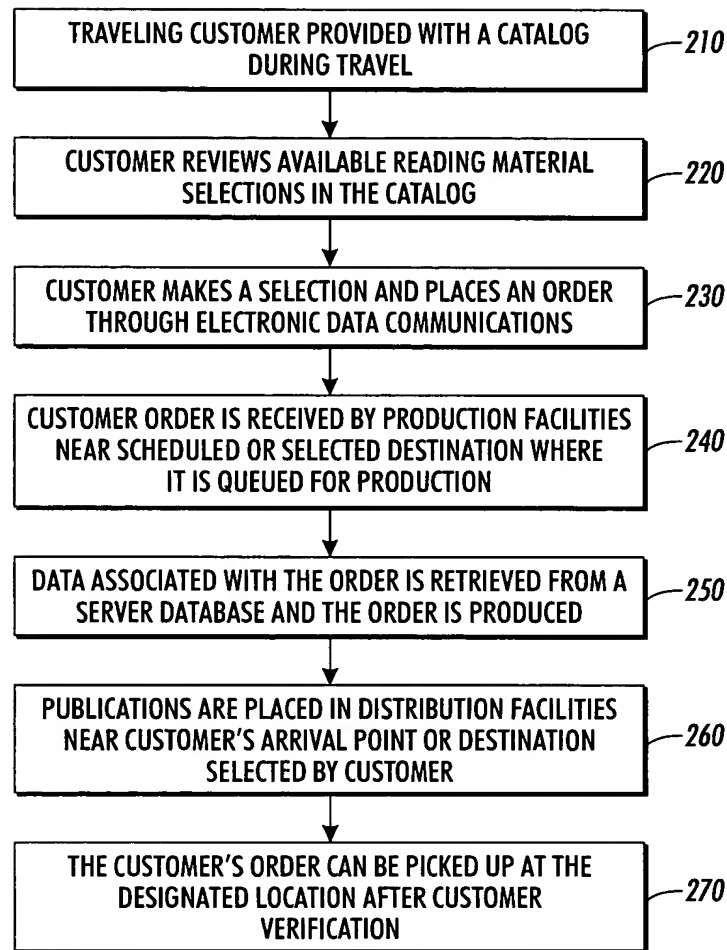 TRAVELING CUSTOMER PROVIDED WITH A CATALOG
DURING TRAVEL
210
CUSTOMER REVIEWS AVAILABLE READING MATERIAL
SELECTIONS IN THE CATALOG
220
CUSTOMER MAKES A SELECTION AND PLACES AN ORDER
THROUGH ELECTRONIC DATA COMMUNICATIONS
230
CUSTOMER ORDER IS RECEIVED BY PRODUCTION FACILITIES
NEAR SCHEDULED OR SELECTED DESTINATION WHERE
IT IS QUEUED FOR PRODUCTION
240
DATA ASSOCIATED WITH THE ORDER IS RETRIEVED FROM A
SERVER DATABASE AND THE ORDER IS PRODUCED
250
PUBLICATIONS ARE PLACED IN DISTRIBUTION FACILITIES
NEAR CUSTOMER'S ARRIVAL POINT OR DESTINATION
SELECTED BY CUSTOMER
260
THE CUSTOMER'S ORDER CAN BE PICKED UP AT THE
DESIGNATED LOCATION AFTER CUSTOMER
VERIFICATION
270